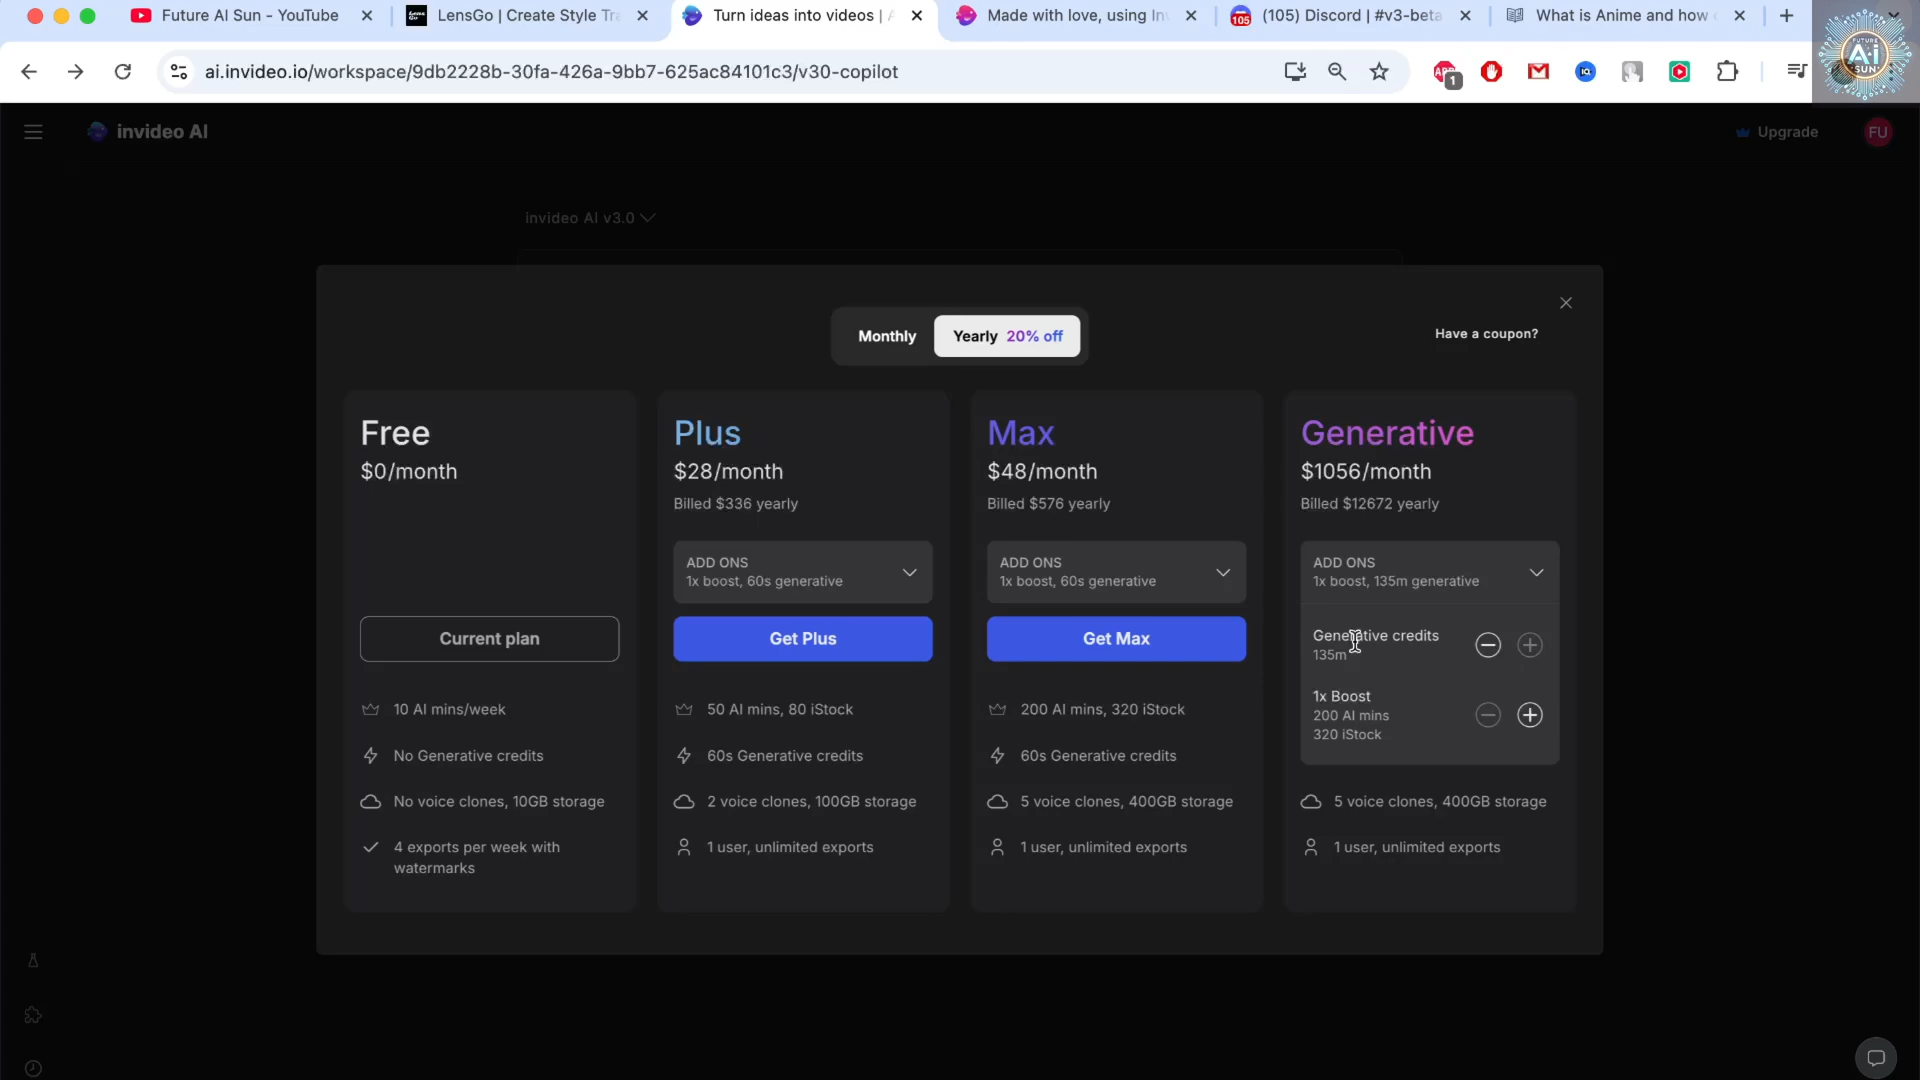 Future AI Sun - YouTube
LensGo | Create Style Tra
Turn ideas into videos |
Made with love, using In
105
(105) Discord | #v3-beta
What is Anime and how
FUTURE
Ai
SUN
ai.invideo.io/workspace/9db2228b-30fa-426a-9bb7-625ac84101c3/v30-copilot
1
invideo AI
Upgrade
FU
invideo AI v3.0
Monthly
Yearly 20% off
Have a coupon?
Free
$0/month
Current plan
10 AI mins/week
No Generative credits
No voice clones, 10GB storage
4 exports per week with
watermarks
Plus
$28/month
Billed $336 yearly
ADD ONS
1x boost, 60s generative
Get Plus
50 AI mins, 80 iStock
60s Generative credits
2 voice clones, 100GB storage
1 user, unlimited exports
Max
$48/month
Billed $576 yearly
ADD ONS
1x boost, 60s generative
Get Max
200 AI mins, 320 iStock
60s Generative credits
5 voice clones, 400GB storage
1 user, unlimited exports
Generative
$1056/month
Billed $12672 yearly
ADD ONS
1x boost, 135m generative
Generative credits
135m
1x Boost
200 AI mins
320 iStock
5 voice clones, 400GB storage
1 user, unlimited exports